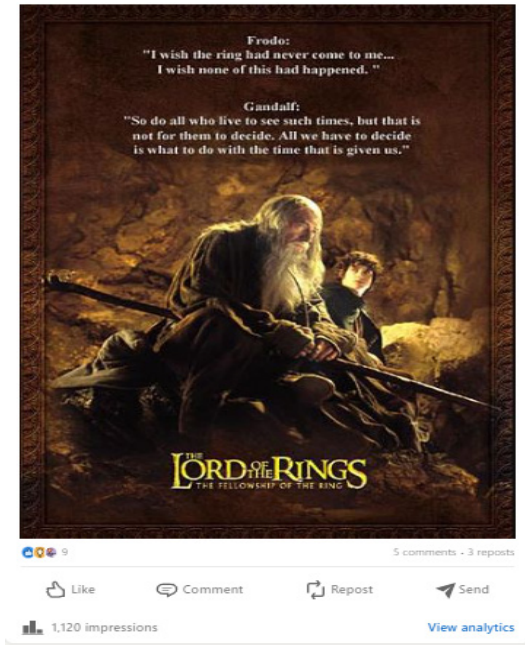 Frodo:
"I wish the ring had never come to me...
I wish none of this had happened. "
Gandalf:
"So do all who live to see such times, but that is
not for them to decide. All we have to decide
is what to do with the time that is given us."
THE
LORD OF THE RINGS
THE FELLOWSHIP OF THE RING
9
5 comments • 3 reposts
Like Comment Repost Send
1,120 impressions View analytics